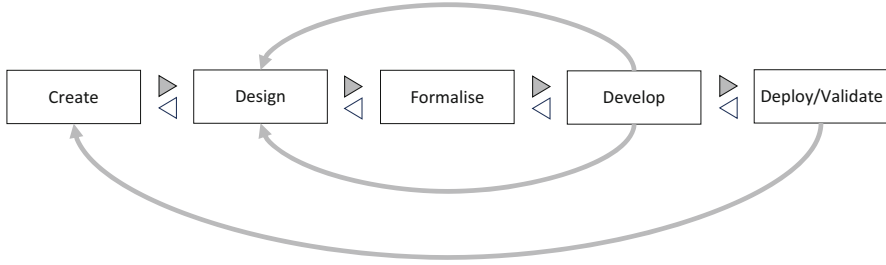 Create
Design
Formalise
Develop
Deploy/Validate